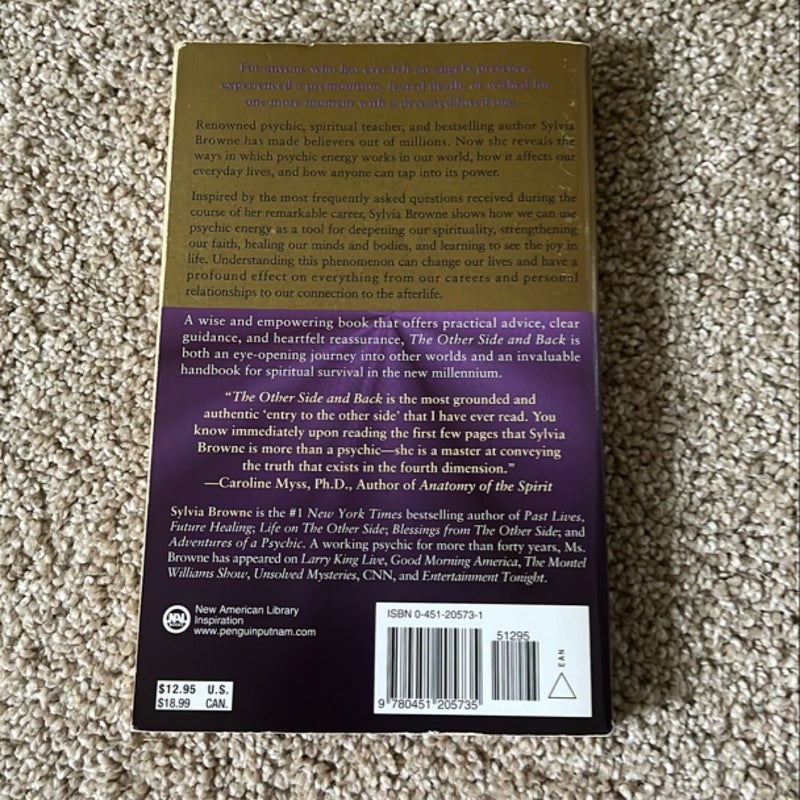 For anyone who has ever felt an angel's presence,
experienced a premonition, feared death, or wished for
one more moment with a deceased loved one...
Renowned psychic, spiritual teacher, and bestselling author Sylvia
Browne has made believers out of millions. Now she reveals the
ways in which psychic energy works in our world, how it affects our
everyday lives, and how anyone can tap into its power.
Inspired by the most frequently asked questions received during the
course of her remarkable career, Sylvia Browne shows how we can use
psychic energy as a tool for deepening our spirituality, strengthening
our faith, healing our minds and bodies, and learning to see the joy in
life. Understanding this phenomenon can change our lives and have a
profound effect on everything from our careers and personal
relationships to our connection to the afterlife.
A wise and empowering book that offers practical advice, clear
guidance, and heartfelt reassurance, The Other Side and Back is
both an eye-opening journey into other worlds and an invaluable
handbook for spiritual survival in the new millennium.
"The Other Side and Back is the most grounded and
authentic 'entry to the other side' that I have ever read. You
know immediately upon reading the first few pages that Sylvia
Browne is more than a psychic—she is a master at conveying
the truth that exists in the fourth dimension."
—Caroline Myss, Ph.D., Author of Anatomy of the Spirit
Sylvia Browne is the #1 New York Times bestselling author of Past Lives,
Future Healing; Life on The Other Side; Blessings from The Other Side; and
Adventures of a Psychic. A working psychic for more than forty years, Ms.
Browne has appeared on Larry King Live, Good Morning America, The Montel
Williams Show, Unsolved Mysteries, CNN, and Entertainment Tonight.
NAL
New American Library
Inspiration
www.penguinputnam.com
$12.95 U.S.
$18.99 CAN.
ISBN 0-451-20573-1
51295
EAN
9 780451 205735